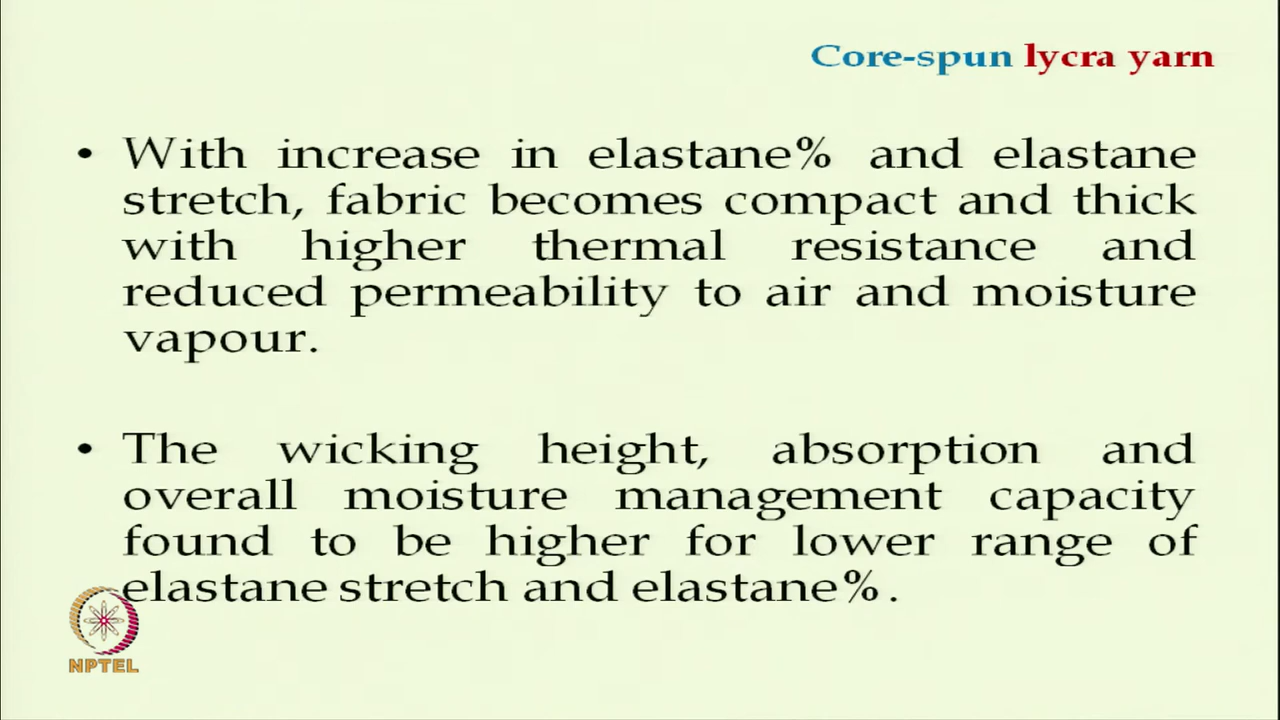 Core-spun lycra yarn
• With increase in elastane% and elastane
stretch, fabric becomes compact and thick
with higher thermal resistance and
reduced permeability to air and moisture
vapour.
• The wicking height, absorption and
overall moisture management capacity
found to be higher for lower range of
elastane stretch and elastane%.
NPTEL